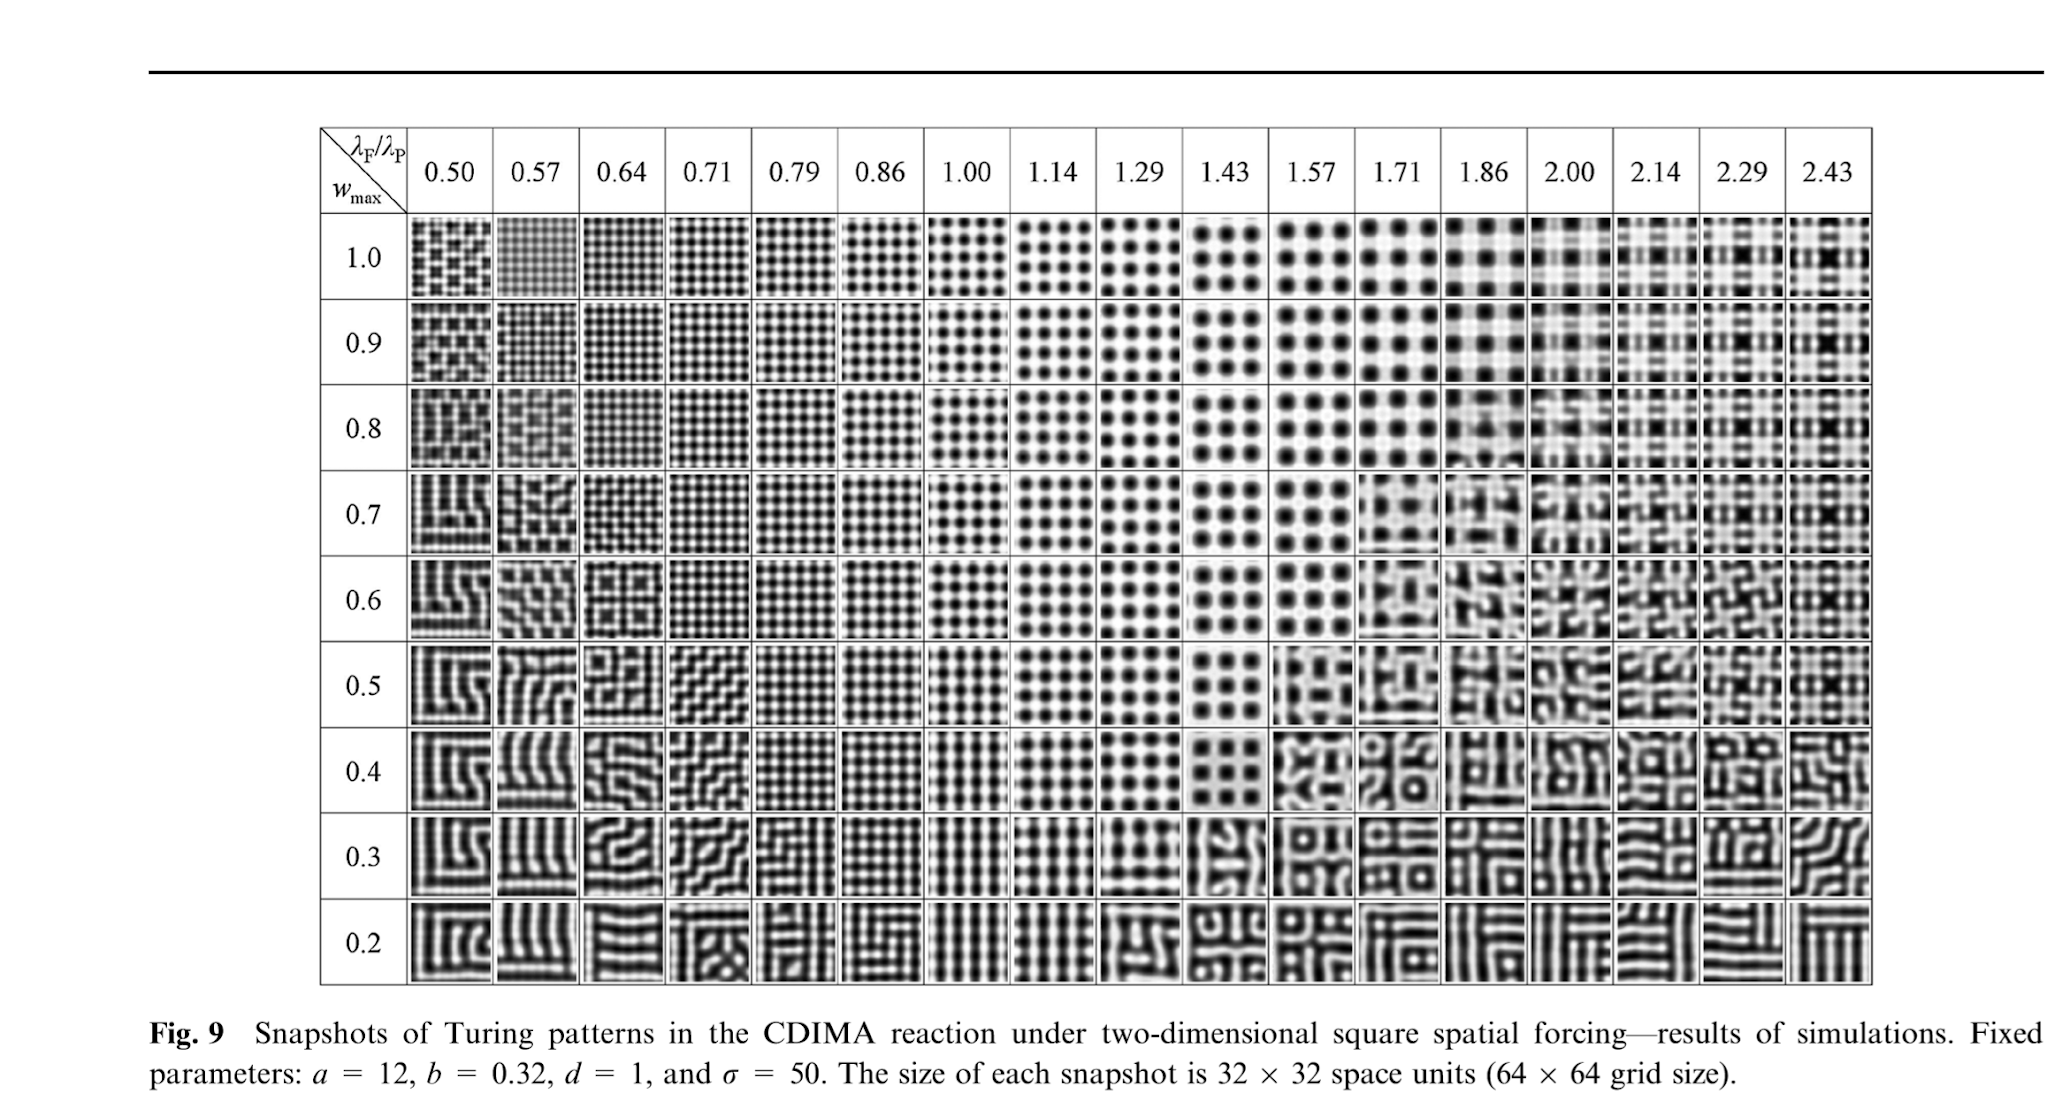 λF/λP
wmax
0.50 0.57 0.64 0.71 0.79 0.86 1.00 1.14 1.29 1.43 1.57 1.71 1.86 2.00 2.14 2.29 2.43
1.0
0.9
0.8
0.7
0.6
0.5
0.4
0.3
0.2
Fig. 9 Snapshots of Turing patterns in the CDIMA reaction under two-dimensional square spatial forcing—results of simulations. Fixed
parameters: a = 12, b = 0.32, d = 1, and σ = 50. The size of each snapshot is 32 × 32 space units (64 × 64 grid size).